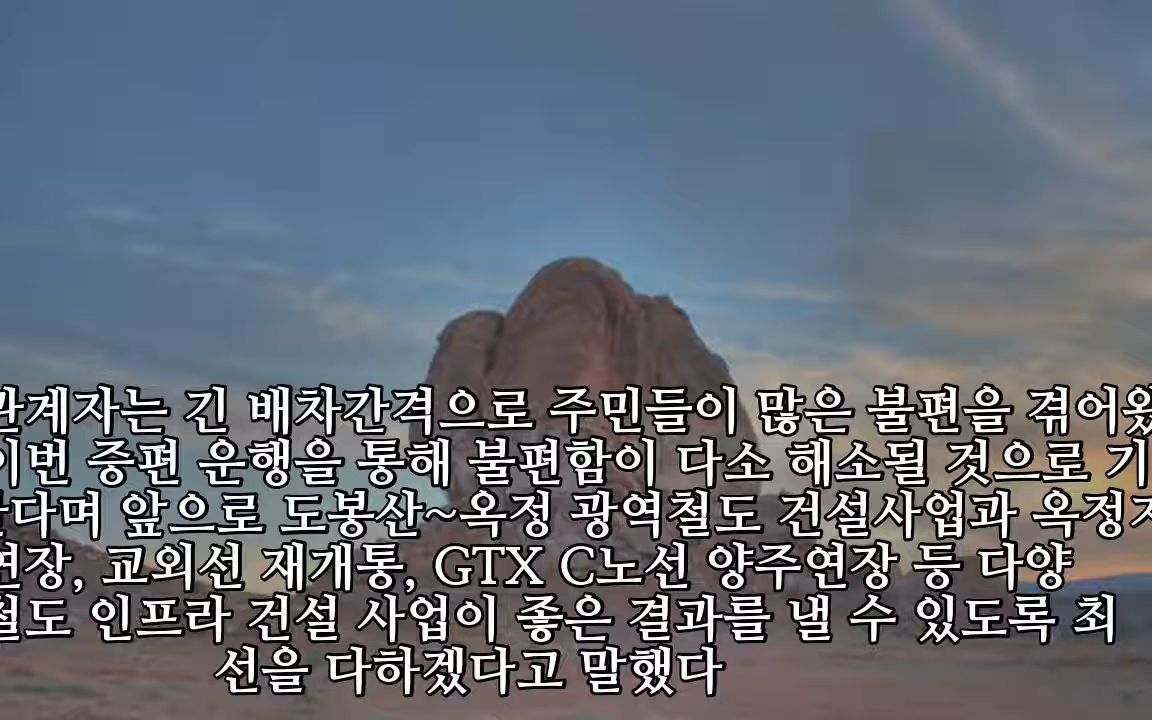 관계자는 긴 배차간격으로 주민들이 많은 불편을 겪어왔
이번 증편 운행을 통해 불편함이 다소 해소될 것으로 기
한다며 앞으로 도봉산~옥정 광역철도 건설사업과 옥정지
연장, 교외선 재개통, GTX C노선 양주연장 등 다양
철도 인프라 건설 사업이 좋은 결과를 낼 수 있도록 최
선을 다하겠다고 말했다